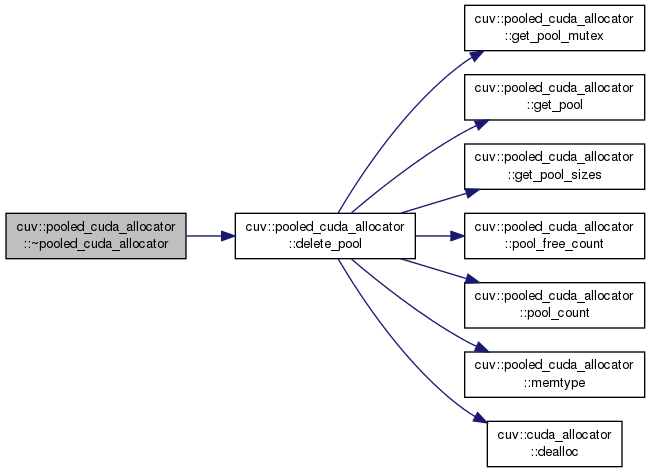 cuv::pooled_cuda_allocator
::~pooled_cuda_allocator
cuv::pooled_cuda_allocator
::delete_pool
cuv::pooled_cuda_allocator
::get_pool_mutex
cuv::pooled_cuda_allocator
::get_pool
cuv::pooled_cuda_allocator
::get_pool_sizes
cuv::pooled_cuda_allocator
::pool_free_count
cuv::pooled_cuda_allocator
::pool_count
cuv::pooled_cuda_allocator
::memtype
cuv::cuda_allocator
::dealloc